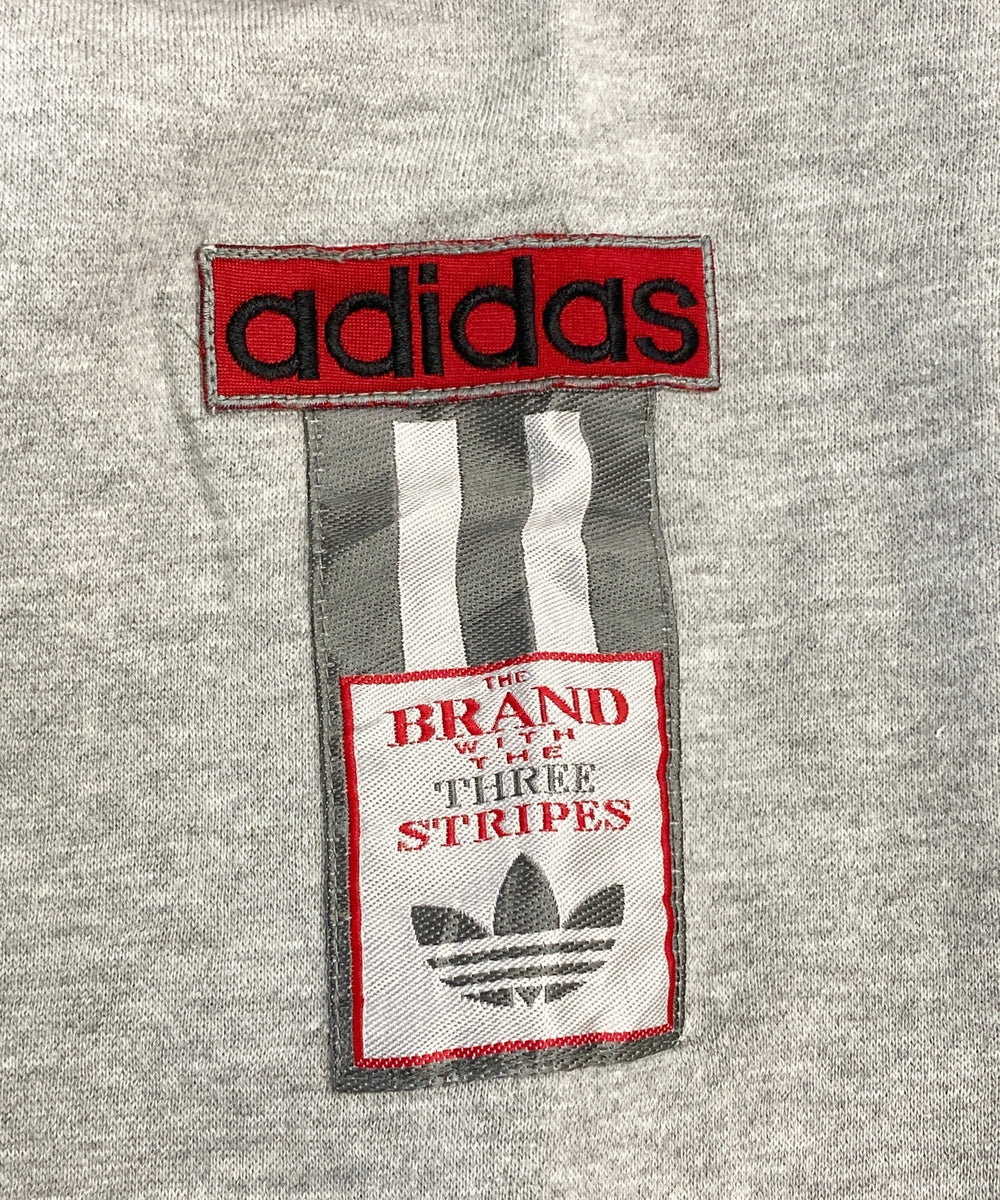 adidas
THE
BRAND
WITH
THE
THREE
STRIPES